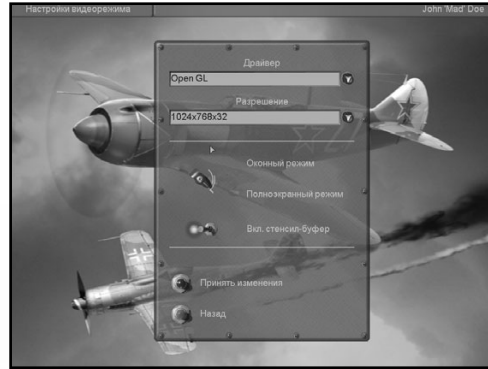 Настройки видеорежима
John "Mad" Doe
Драйвер
Open GL
Разрешение
1024x768x32
Оконный режим
Полноэкранный режим
Вкл. стенсил-буфер
Принять изменения
Назад